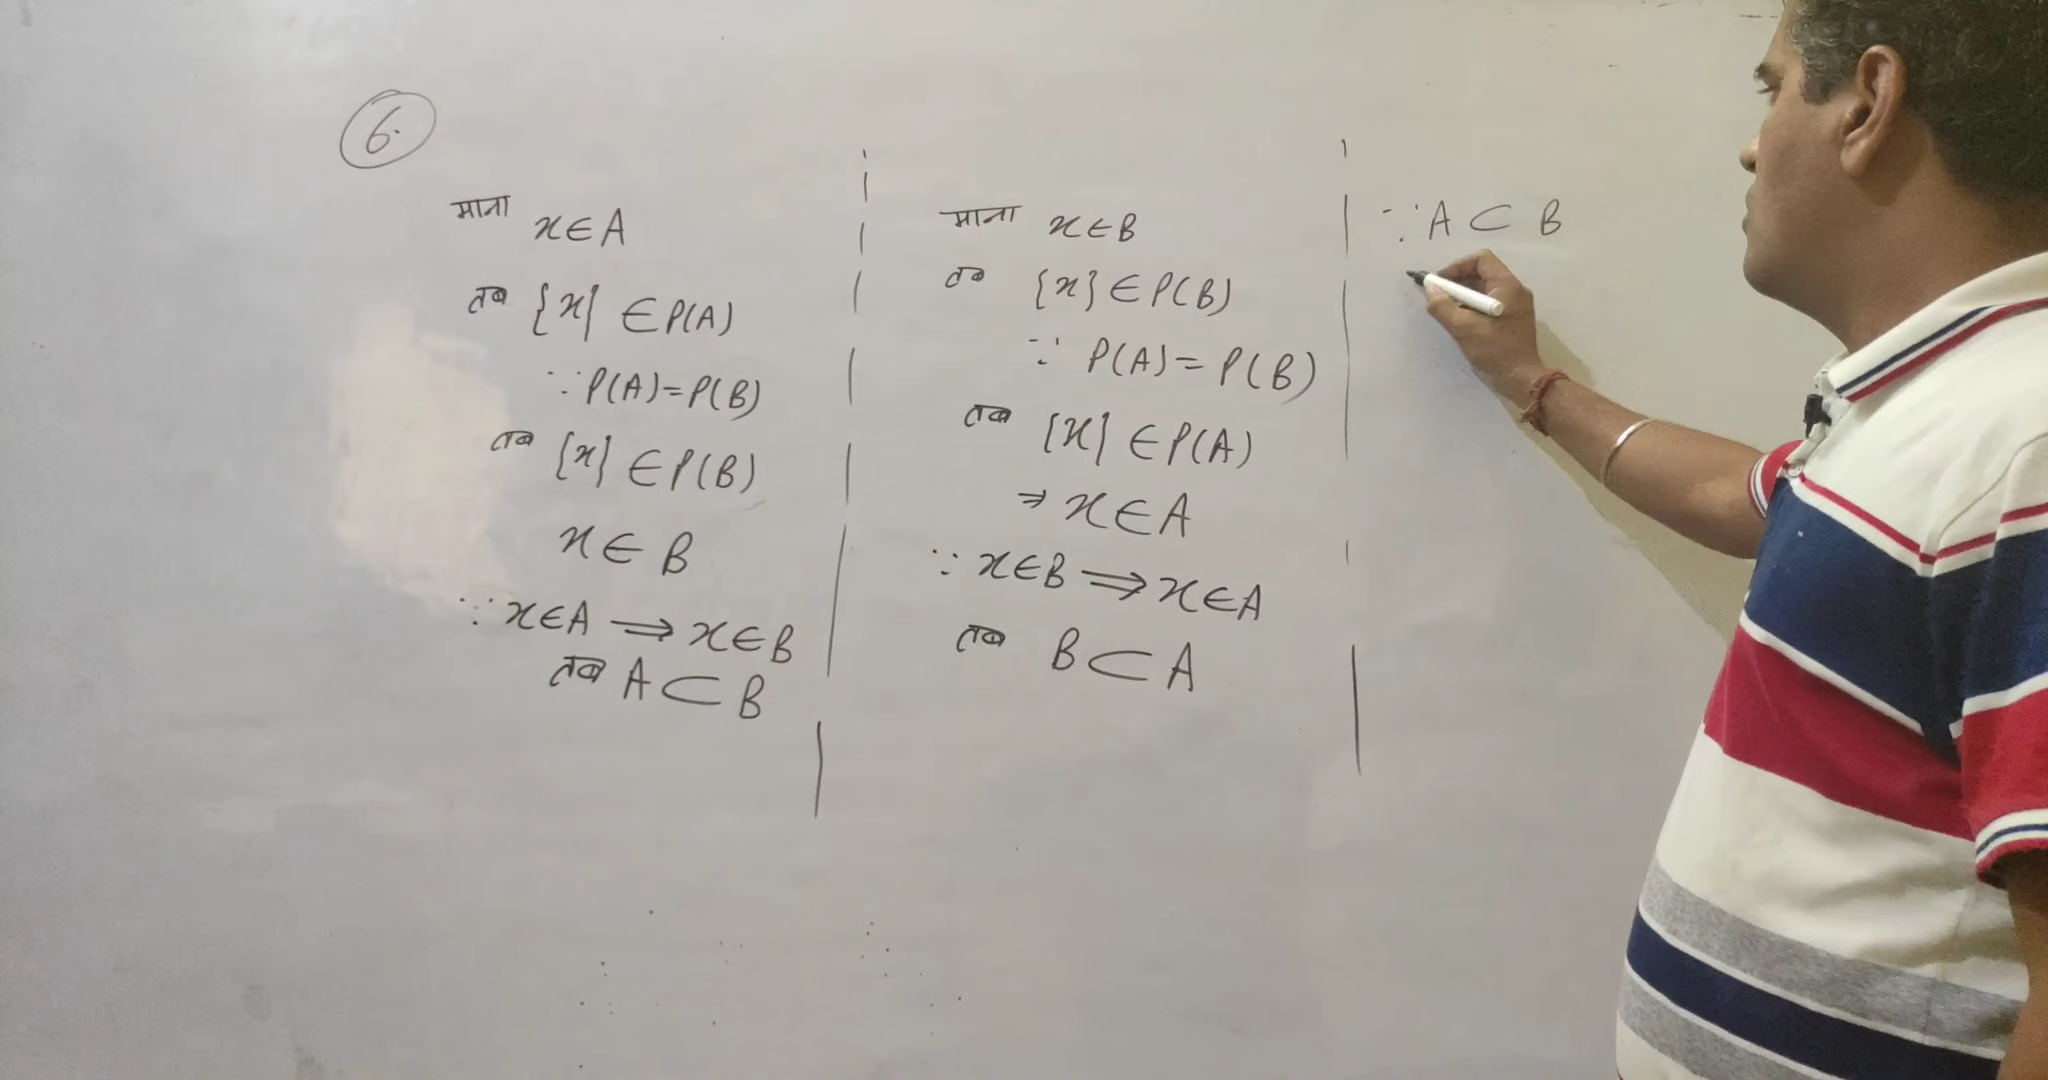 6.
माना x∈A
तब {x} ∈P(A)
∵ P(A)=P(B)
तब {x} ∈P(B)
x∈B
∵ x∈A ⟹ x∈B
तब A⊂B
माना x∈B
तब {x}∈P(B)
∵ P(A)=P(B)
तब {x} ∈P(A)
⇒ x∈A
∵ x∈B ⟹ x∈A
तब B⊂A
∵ A⊂B